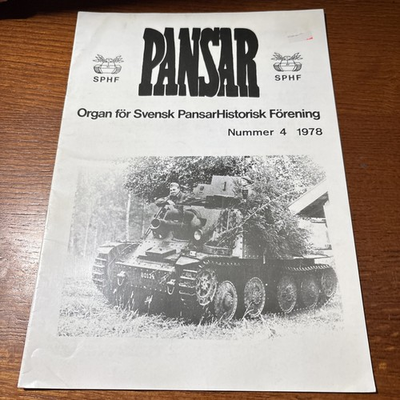 PANSAR
SPHF
SPHF
Organ för Svensk PansarHistorisk Förening
Nummer 4 1978